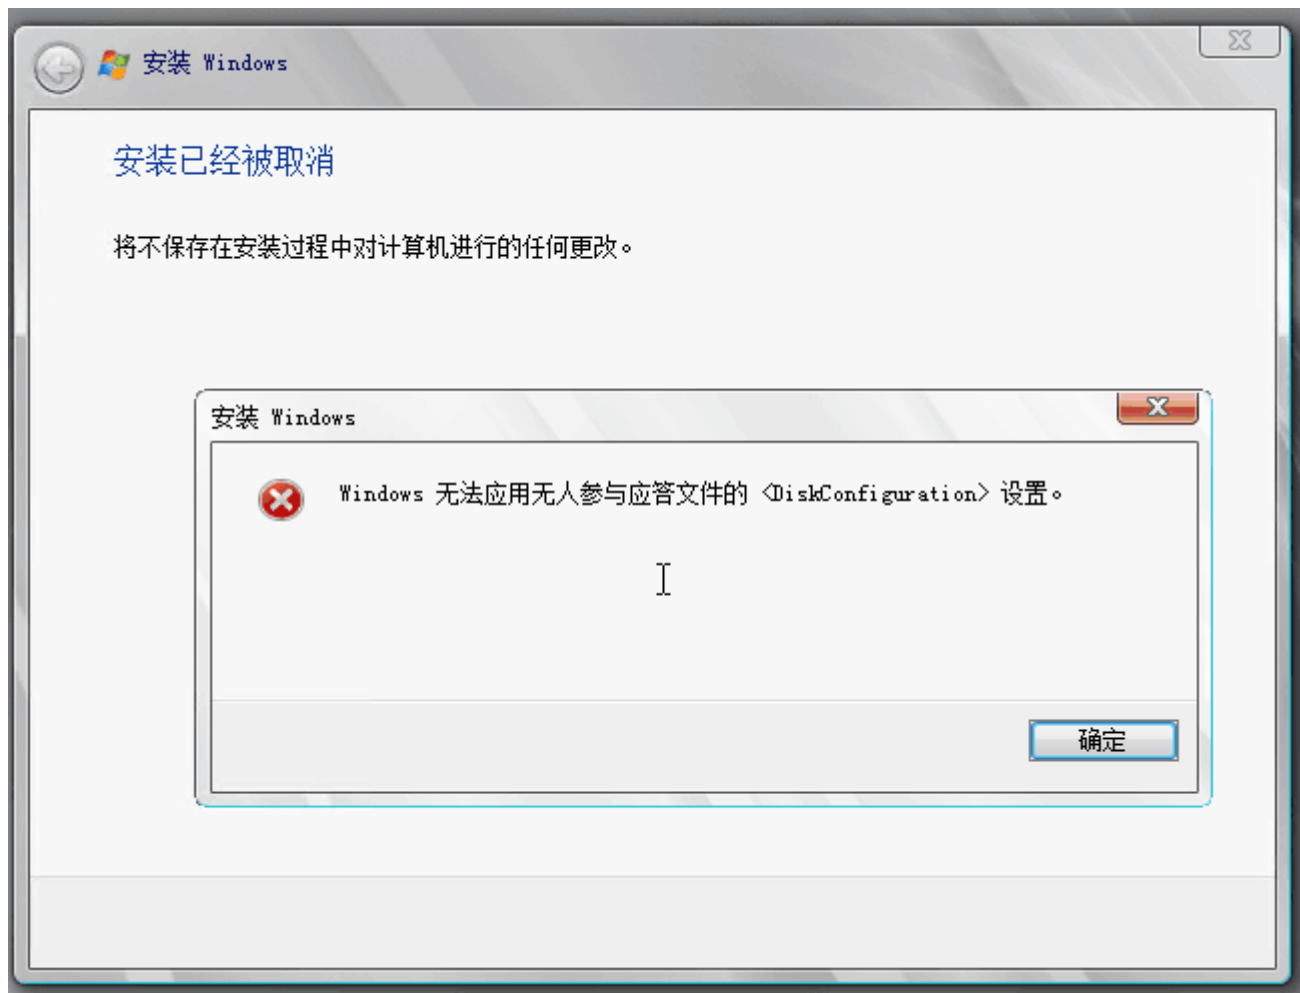 安装 Windows
安装已经被取消
将不保存在安装过程中对计算机进行的任何更改。
安装 Windows
Windows 无法应用无人参与应答文件的 <DiskConfiguration> 设置。
确定